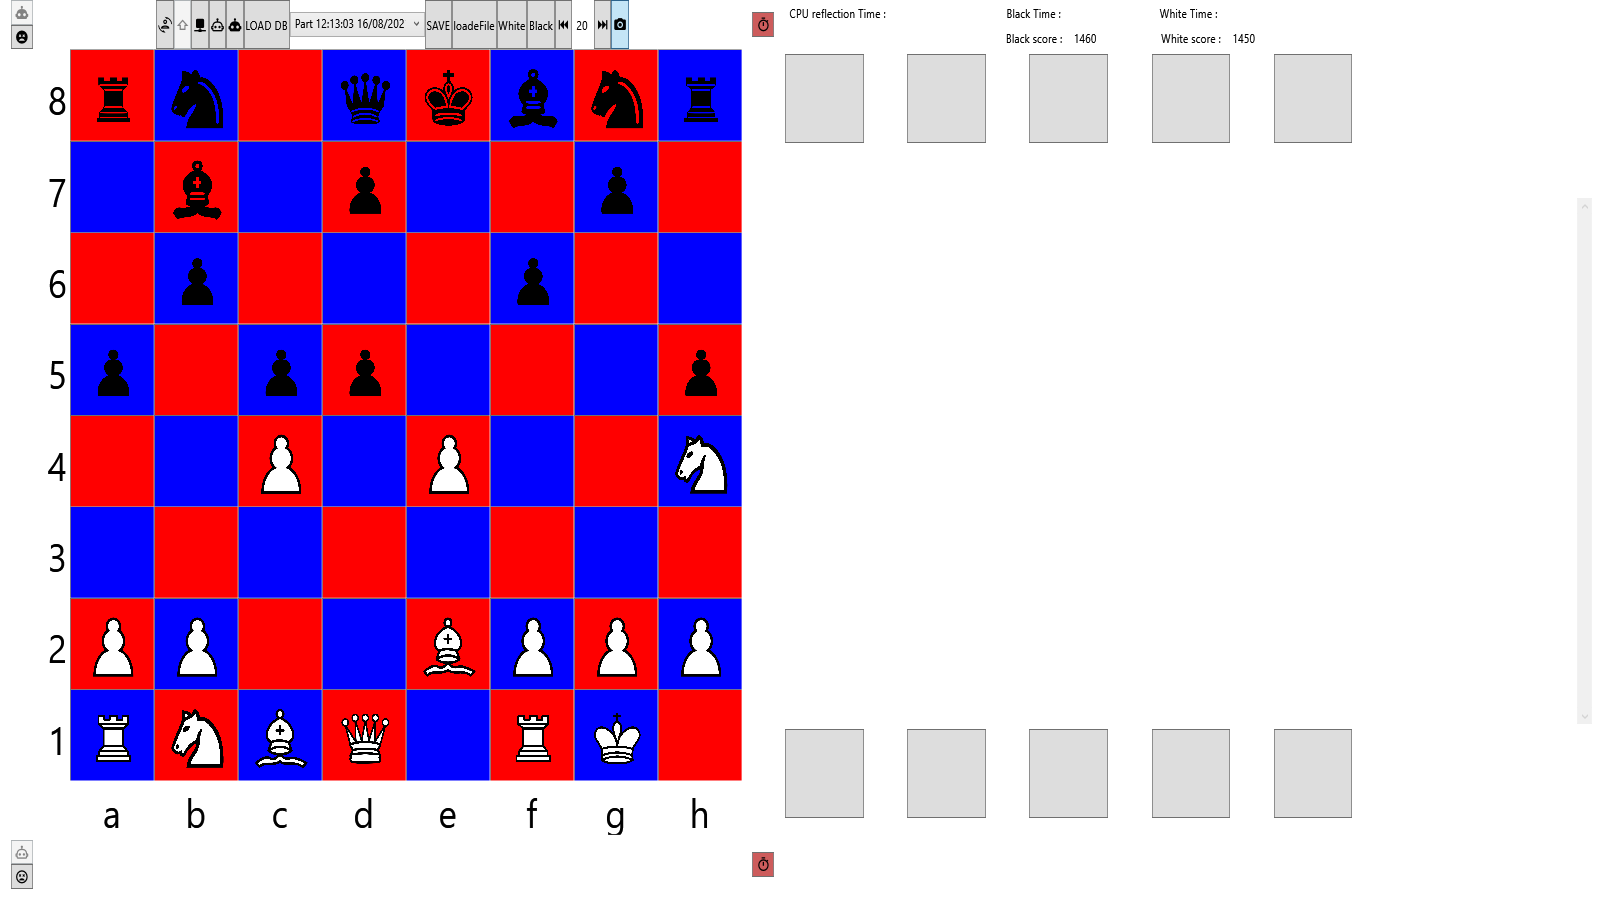 LOAD DB Part 12:13:03 16/08/202 SAVE loadeFile White Black 20
CPU reflection Time : Black Time : White Time :
Black score : 1460 White score : 1450
8
7
6
5
4
3
2
1
a b c d e f g h